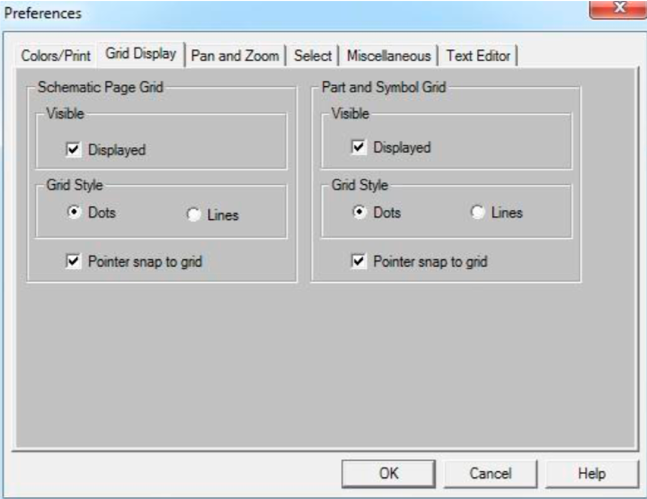 Preferences
Colors/Print Grid Display Pan and Zoom Select Miscellaneous Text Editor
Schematic Page Grid
Visible
Displayed
Grid Style
Dots Lines
Pointer snap to grid
Part and Symbol Grid
Visible
Displayed
Grid Style
Dots Lines
Pointer snap to grid
OK Cancel Help